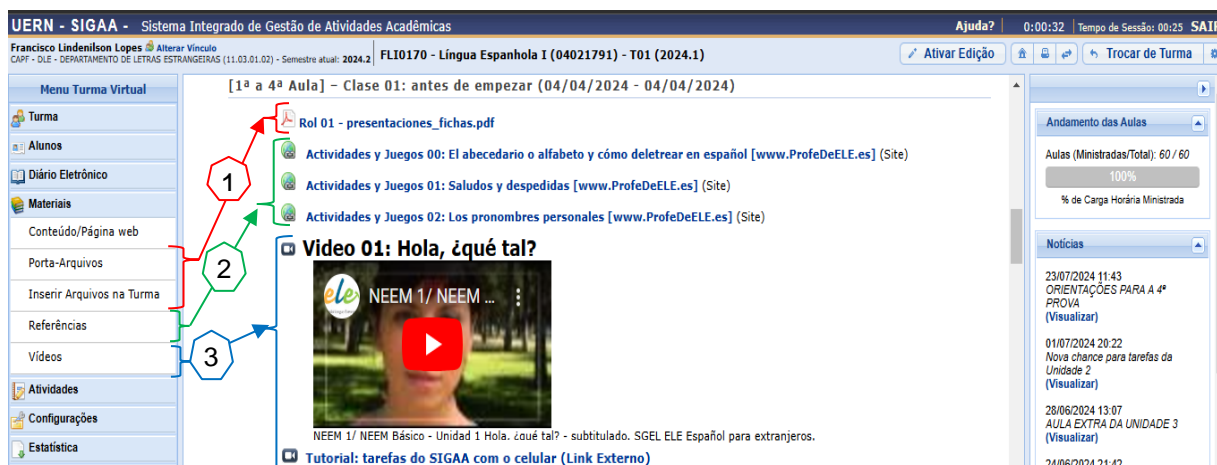 UERN - SIGAA - Sistema Integrado de Gestão de Atividades Acadêmicas
Ajuda? 0:00:32 Tempo de Sessão: 00:25 SAIR
Francisco Lindenilson Lopes Alterar Vínculo
CAPF - DLE - DEPARTAMENTO DE LETRAS ESTRANGEIRAS (11.03.01.02) - Semestre atual: 2024.2
FLI0170 - Língua Espanhola I (04021791) - T01 (2024.1)
Ativar Edição
Trocar de Turma
Menu Turma Virtual
Turma
Alunos
Diário Eletrônico
Materiais
Conteúdo/Página web
Porta-Arquivos
Inserir Arquivos na Turma
Referências
Vídeos
Atividades
Configurações
Estatística
1
2
3
[1ª a 4ª Aula] – Clase 01: antes de empezar (04/04/2024 - 04/04/2024)
Rol 01 - presentaciones_fichas.pdf
Actividades y Juegos 00: El abecedario o alfabeto y cómo deletrear en español [www.ProfeDeELE.es] (Site)
Actividades y Juegos 01: Saludos y despedidas [www.ProfeDeELE.es] (Site)
Actividades y Juegos 02: Los pronombres personales [www.ProfeDeELE.es] (Site)
Video 01: Hola, ¿qué tal?
ele NEEM 1/ NEEM ...
NEEM 1/ NEEM Básico - Unidad 1 Hola. ¿qué tal? - subtitulado. SGEL ELE Español para extranjeros.
Tutorial: tarefas do SIGAA com o celular (Link Externo)
Andamento das Aulas
Aulas (Ministradas/Total): 60 / 60
100%
% de Carga Horária Ministrada
Notícias
23/07/2024 11:43
ORIENTAÇÕES PARA A 4ª
PROVA
(Visualizar)
01/07/2024 20:22
Nova chance para tarefas da
Unidade 2
(Visualizar)
28/06/2024 13:07
AULA EXTRA DA UNIDADE 3
(Visualizar)
24/06/2024 21:42